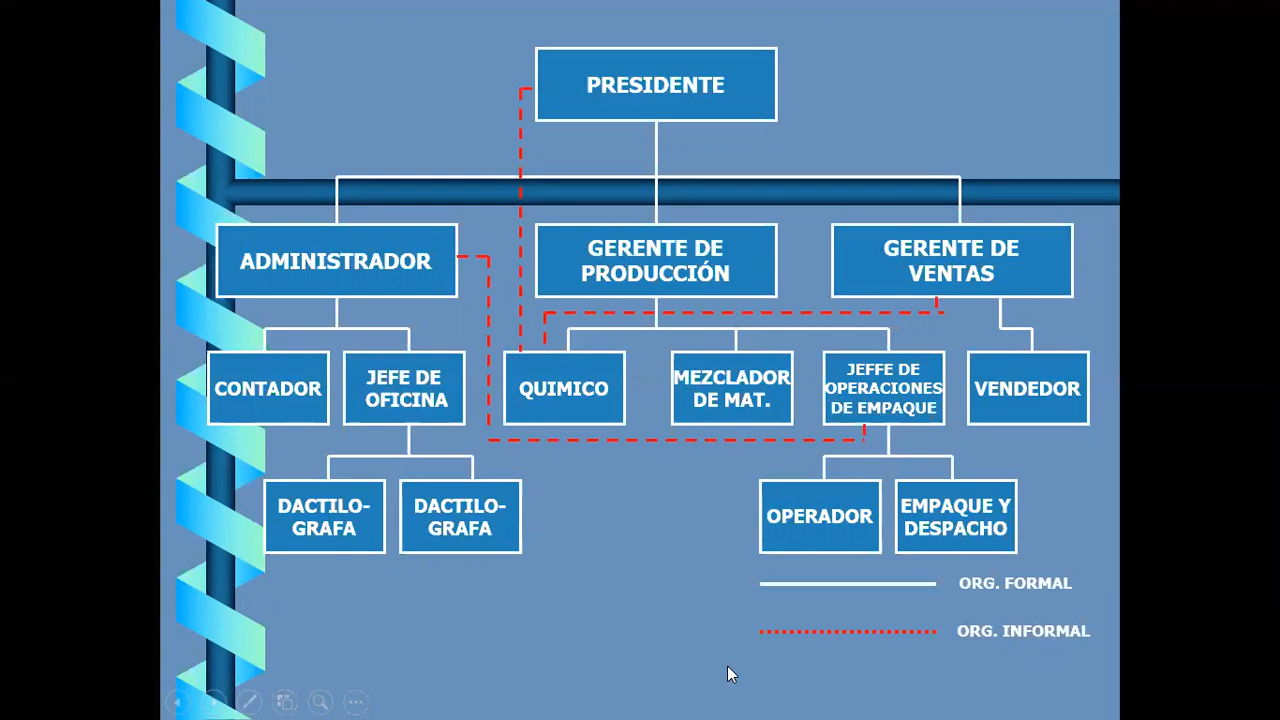 PRESIDENTE
ADMINISTRADOR
GERENTE DE
PRODUCCIÓN
GERENTE DE
VENTAS
CONTADOR
JEFE DE
OFICINA
QUIMICO
MEZCLADOR
DE MAT.
JEFFE DE
OPERACIONES
DE EMPAQUE
VENDEDOR
DACTILO-
GRAFA
DACTILO-
GRAFA
OPERADOR
EMPAQUE Y
DESPACHO
ORG. FORMAL
ORG. INFORMAL